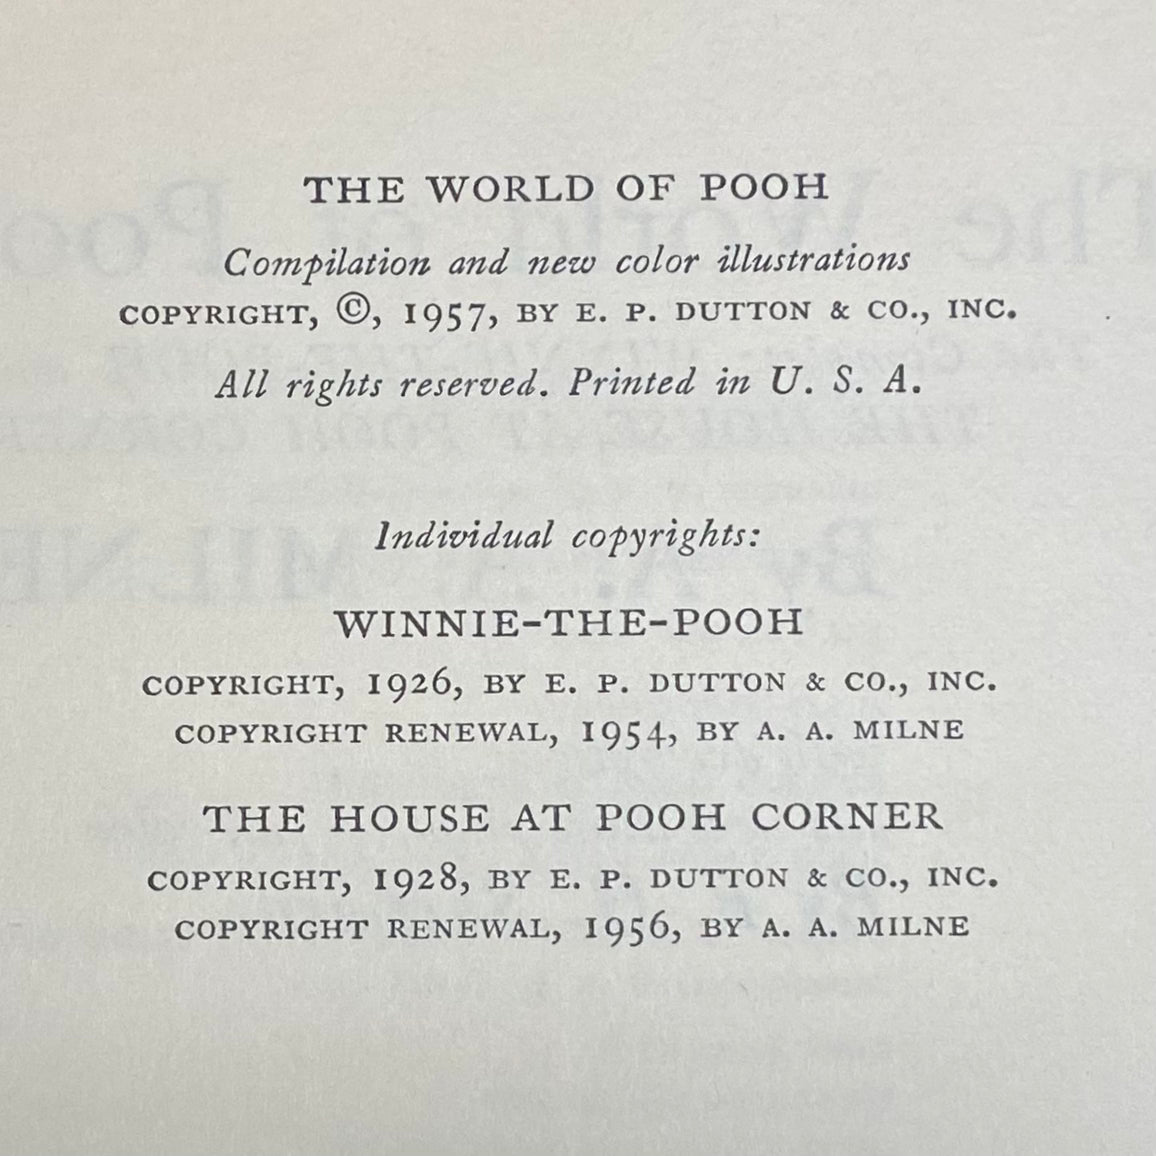 THE WORLD OF POOH
Compilation and new color illustrations
COPYRIGHT, ©, 1957, BY E. P. DUTTON & CO., INC.
All rights reserved. Printed in U. S. A.
Individual copyrights:
WINNIE-THE-POOH
COPYRIGHT, 1926, BY E. P. DUTTON & CO., INC.
COPYRIGHT RENEWAL, 1954, BY A. A. MILNE
THE HOUSE AT POOH CORNER
COPYRIGHT, 1928, BY E. P. DUTTON & CO., INC.
COPYRIGHT RENEWAL, 1956, BY A. A. MILNE